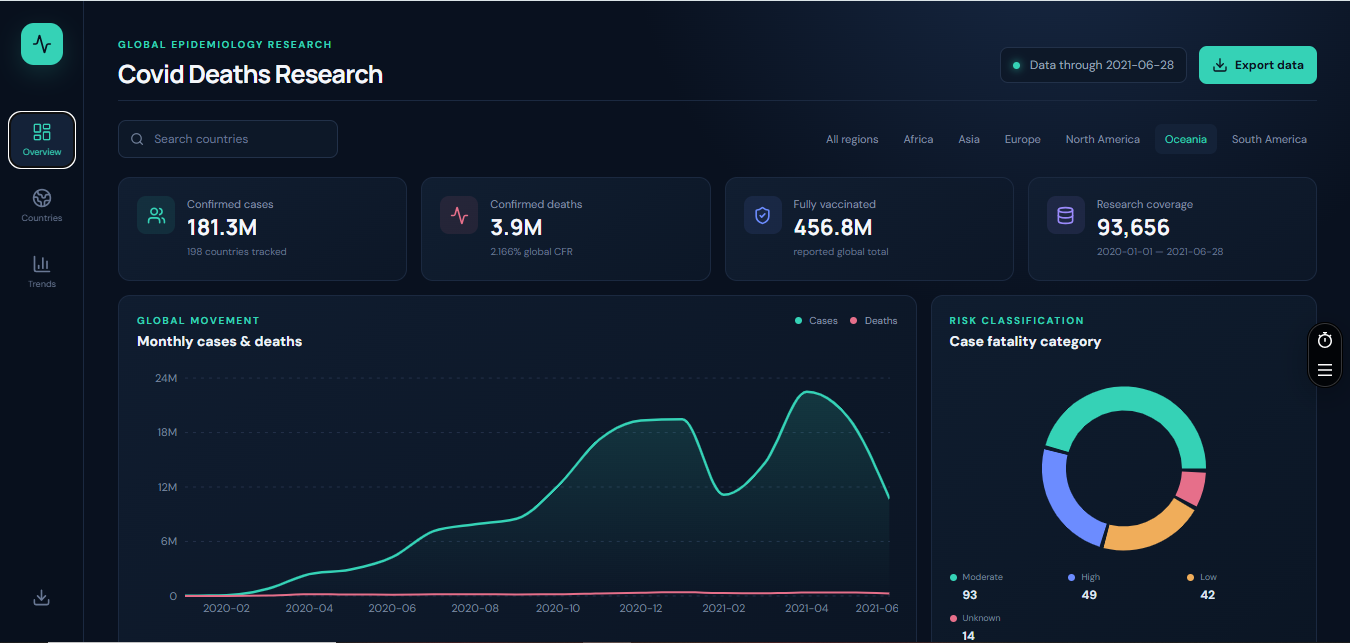 GLOBAL EPIDEMIOLOGY RESEARCH
Covid Deaths Research
Data through 2021-06-28
Export data
Overview
Countries
Trends
Search countries
All regions Africa Asia Europe North America Oceania South America
Confirmed cases
181.3M
198 countries tracked
Confirmed deaths
3.9M
2.166% global CFR
Fully vaccinated
456.8M
reported global total
Research coverage
93,656
2020-01-01 — 2021-06-28
GLOBAL MOVEMENT
Monthly cases & deaths
Cases Deaths
24M
18M
12M
6M
0
2020-02 2020-04 2020-06 2020-08 2020-10 2020-12 2021-02 2021-04 2021-06
RISK CLASSIFICATION
Case fatality category
Moderate
93
High
49
Low
42
Unknown
14